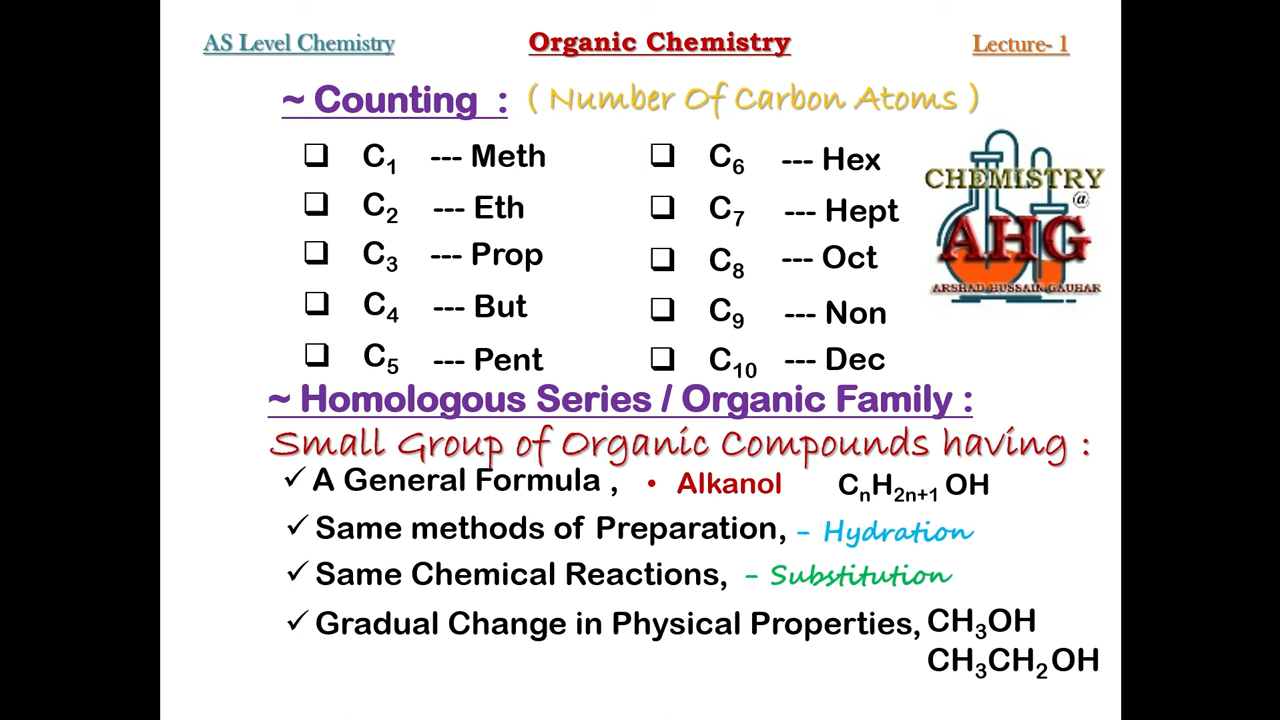 AS Level Chemistry Organic Chemistry Lecture- 1
~ Counting : ( Number Of Carbon Atoms )
❑ C₁ --- Meth
❑ C₂ --- Eth
❑ C₃ --- Prop
❑ C₄ --- But
❑ C₅ --- Pent
❑ C₆ --- Hex
❑ C₇ --- Hept
❑ C₈ --- Oct
❑ C₉ --- Non
❑ C₁₀ --- Dec
CHEMISTRY
@
AHG
ARSHAD HUSSAIN GAUHAR
~ Homologous Series / Organic Family :
Small Group of Organic Compounds having :
✓ A General Formula , • Alkanol CₙH₂ₙ₊₁ OH
✓ Same methods of Preparation, - Hydration
✓ Same Chemical Reactions, - Substitution
✓ Gradual Change in Physical Properties, CH₃OH
CH₃CH₂OH